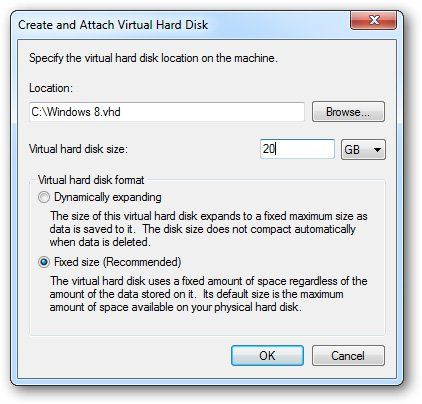 Create and Attach Virtual Hard Disk
Specify the virtual hard disk location on the machine.
Location:
C:\Windows 8.vhd
Browse...
Virtual hard disk size:
20
GB
Virtual hard disk format
Dynamically expanding
The size of this virtual hard disk expands to a fixed maximum size as
data is saved to it. The disk size does not compact automatically
when data is deleted.
Fixed size (Recommended)
The virtual hard disk uses a fixed amount of space regardless of the
amount of the data stored on it. Its default size is the maximum
amount of space available on your physical hard disk.
OK
Cancel